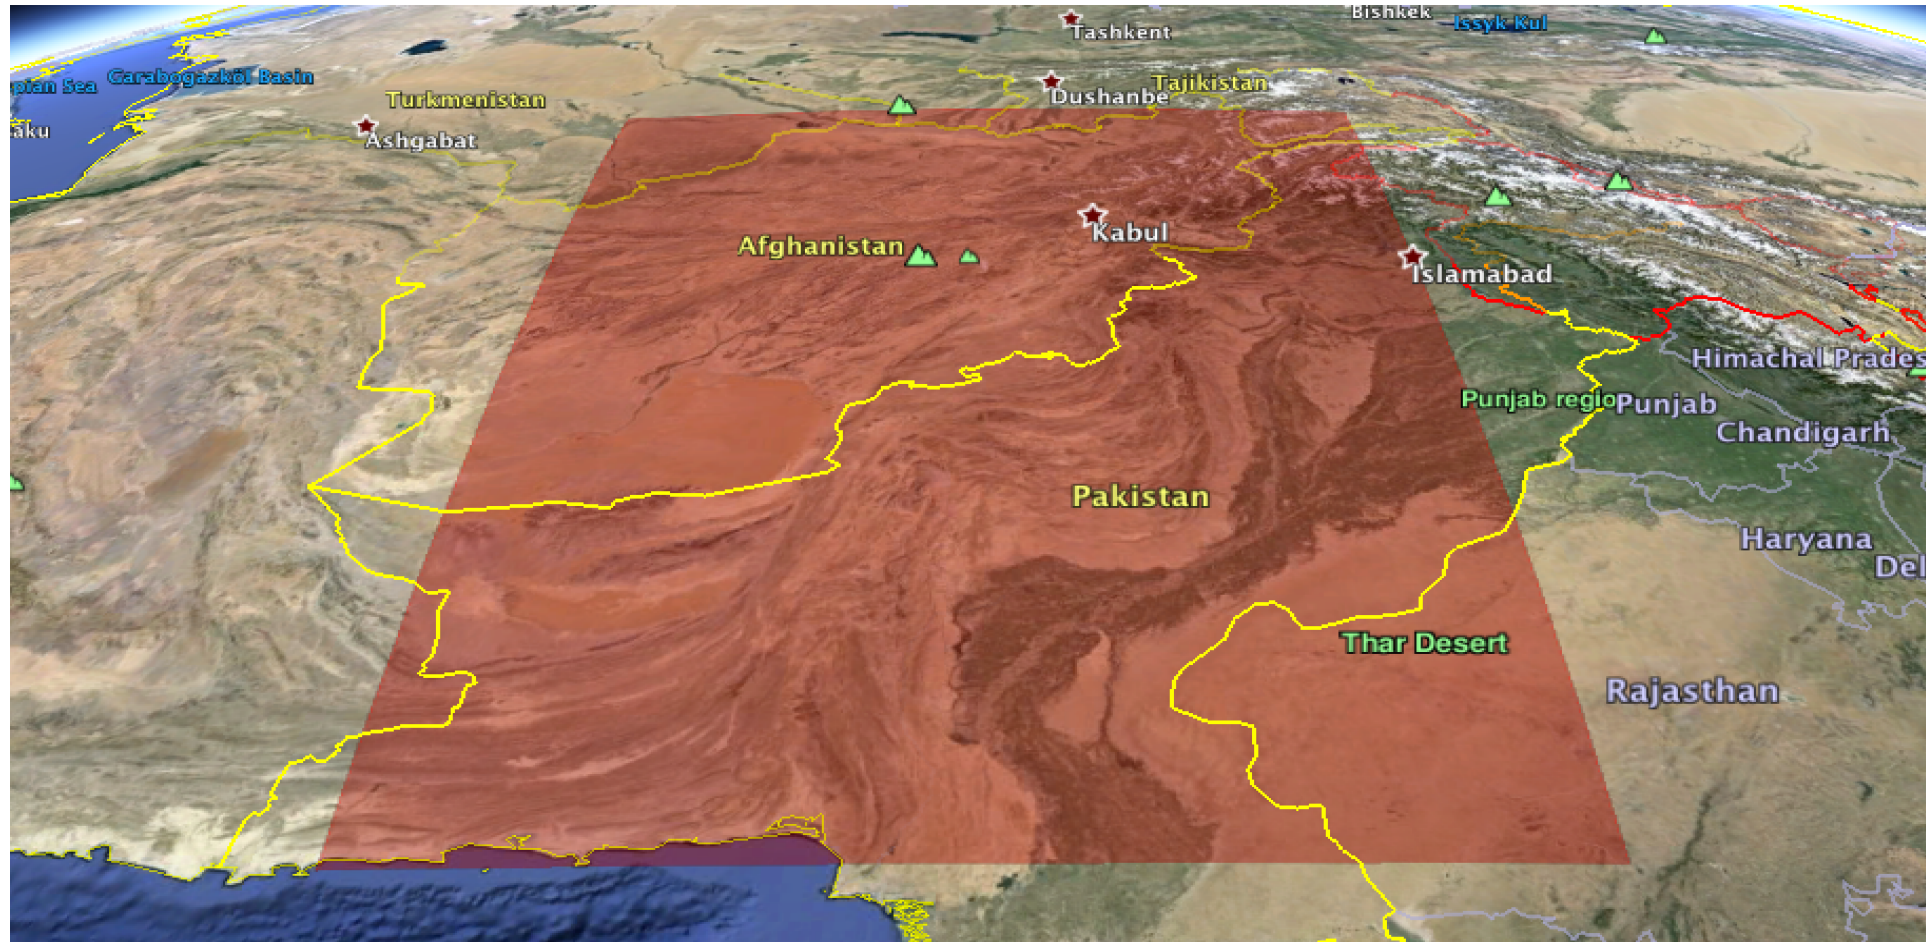 Bishkek
Issyk Kul
Tashkent
Garabogazköl Basin
pian Sea
Dushanbe
Tajikistan
Turkmenistan
aku
Ashgabat
Kabul
Afghanistan
Islamabad
Himachal Prades
Punjab regio
Punjab
Chandigarh
Pakistan
Haryana
Del
Thar Desert
Rajasthan